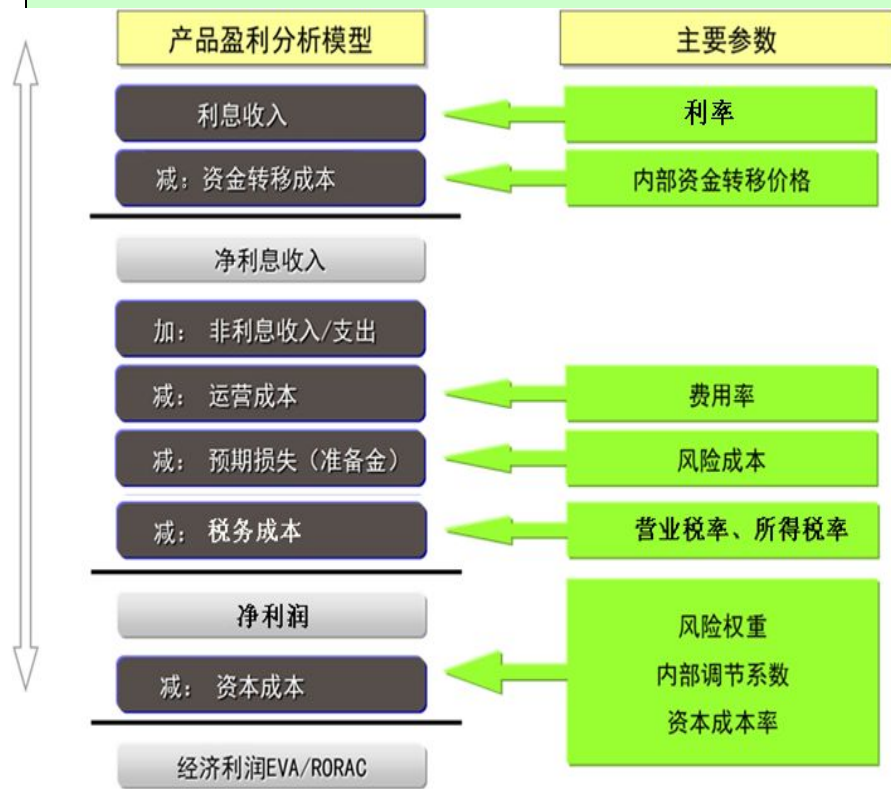 产品盈利分析模型
主要参数
利息收入
利率
减：资金转移成本
内部资金转移价格
净利息收入
加： 非利息收入/支出
减： 运营成本
费用率
减： 预期损失（准备金）
风险成本
减： 税务成本
营业税率、所得税率
净利润
减： 资本成本
风险权重
内部调节系数
资本成本率
经济利润EVA/RORAC